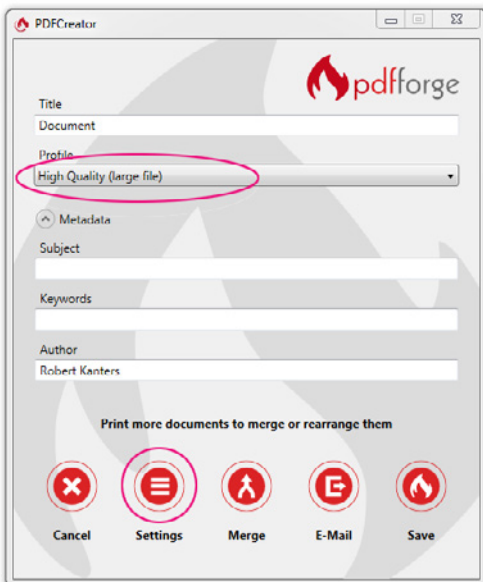 PDFCreator
pdfforge
Title
Document
Profile
High Quality (large file)
Metadata
Subject
Keywords
Author
Robert Kanters
Print more documents to merge or rearrange them
Cancel Settings Merge E-Mail Save